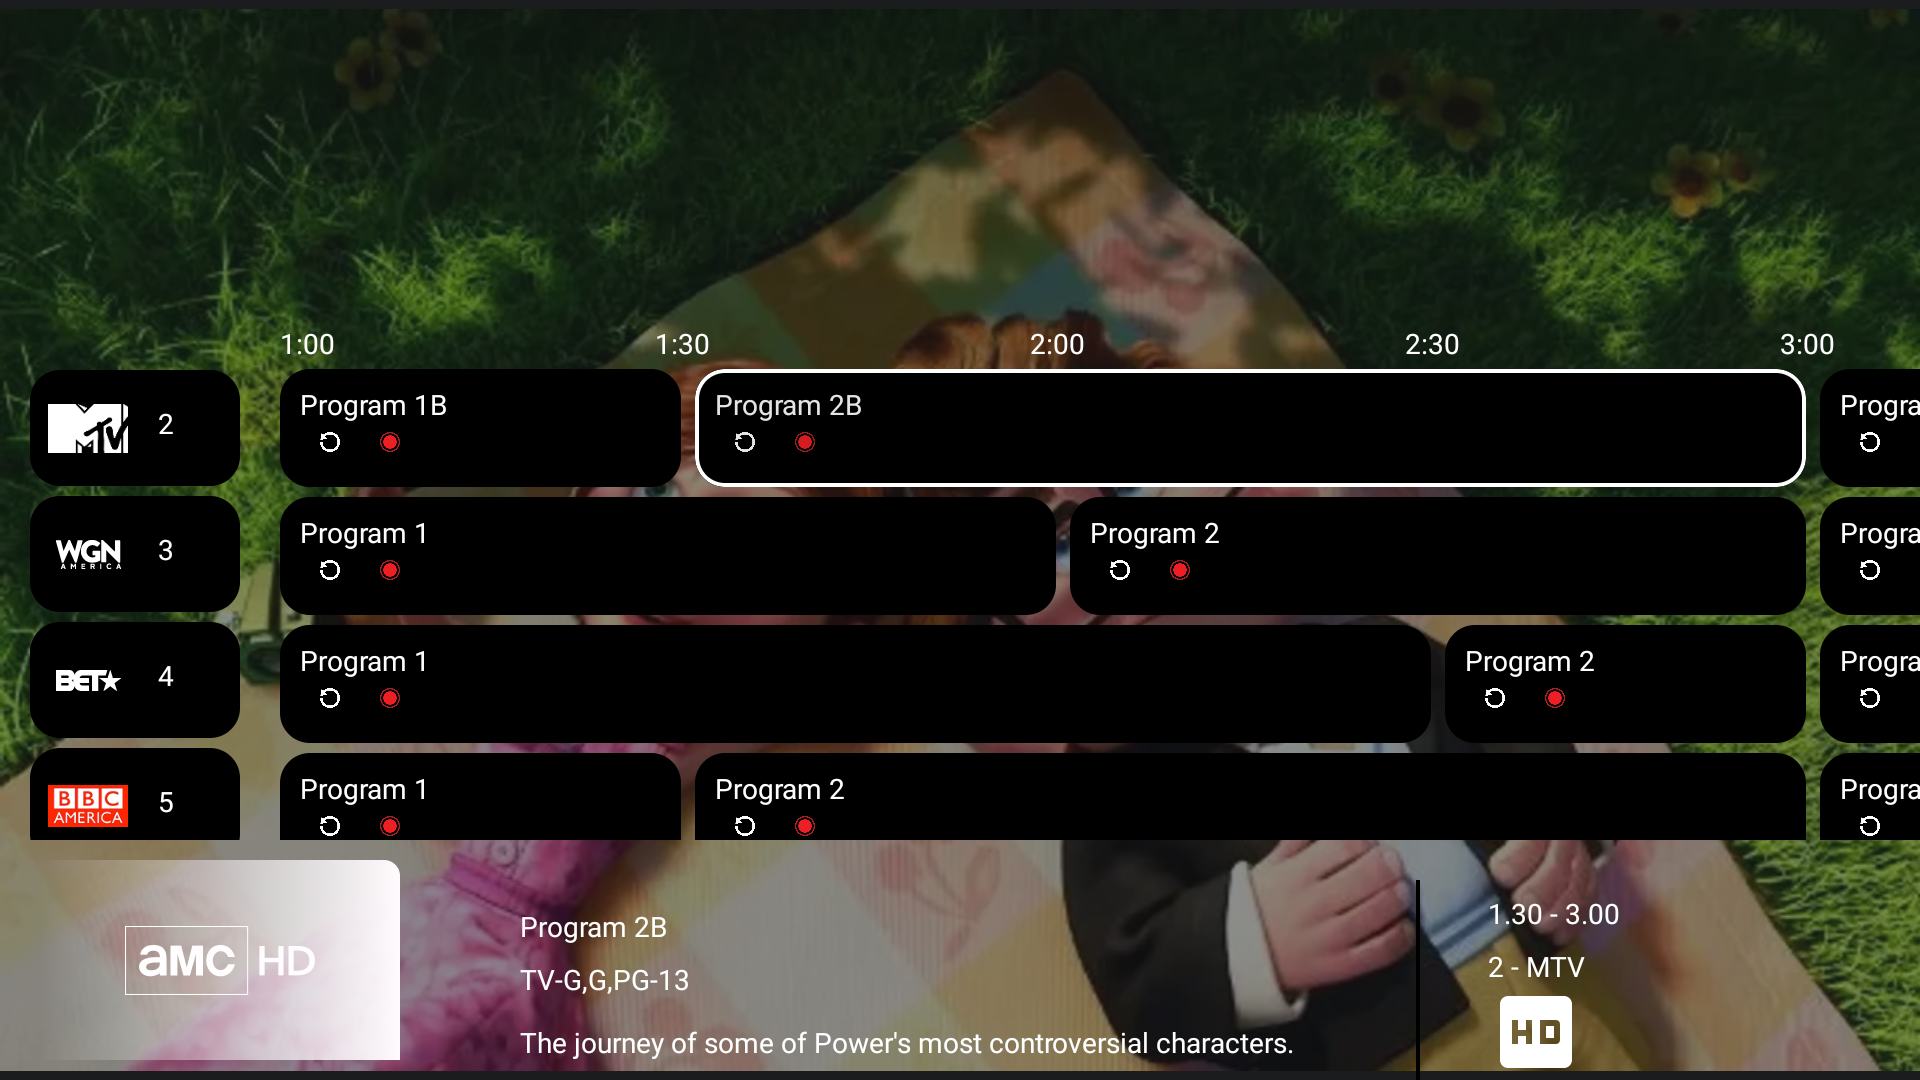 1:00 1:30 2:00 2:30 3:00
MTV 2 Program 1B Program 2B Progra
WGN AMERICA 3 Program 1 Program 2 Progra
BET 4 Program 1 Program 2 Progra
BBC AMERICA 5 Program 1 Program 2 Progra
amc HD
Program 2B
TV-G,G,PG-13
The journey of some of Power's most controversial characters.
1.30 - 3.00
2 - MTV
HD